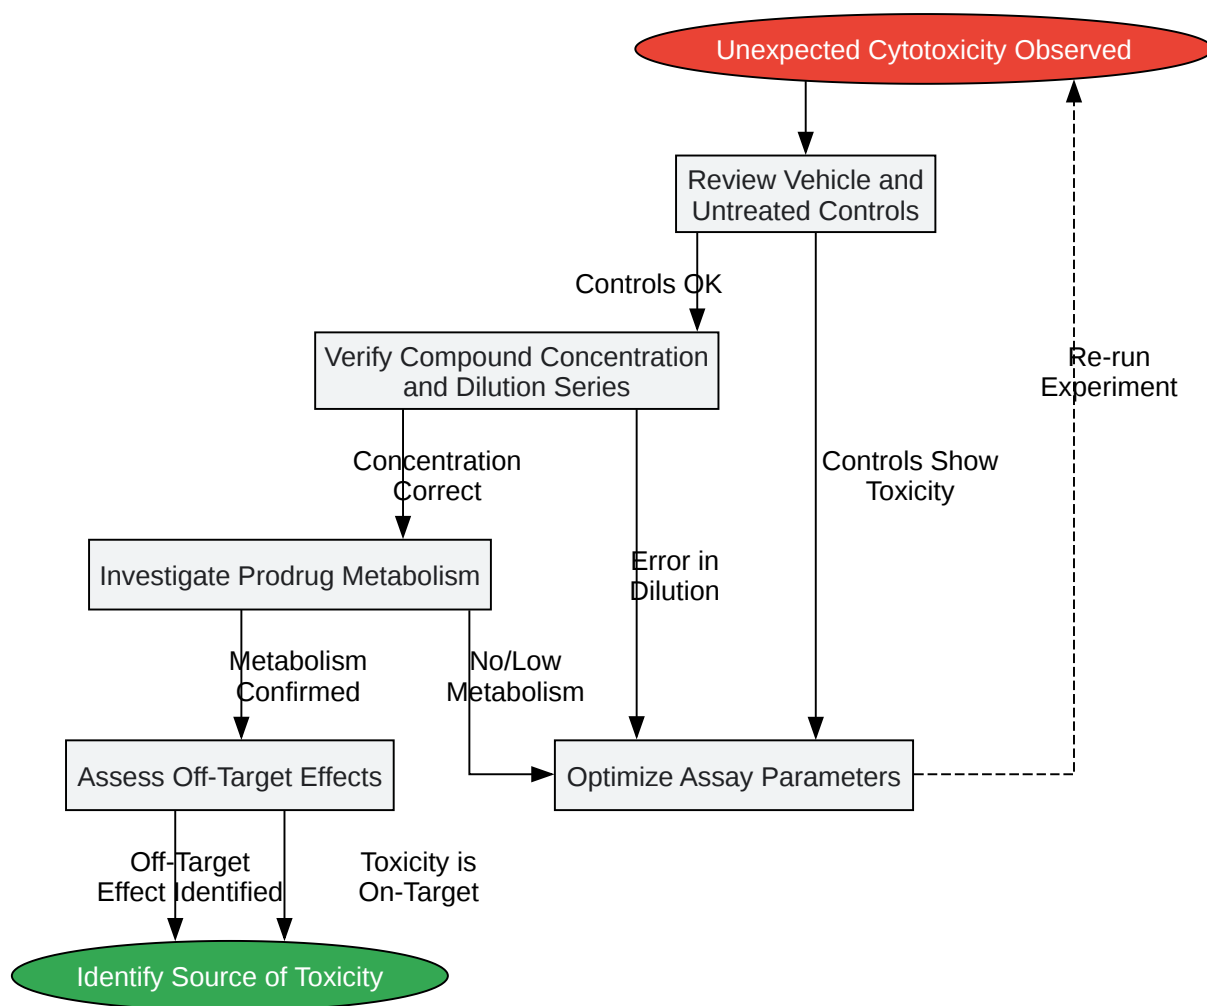 Unexpected Cytotoxicity Observed
Review Vehicle and
Untreated Controls
Controls OK
Verify Compound Concentration
and Dilution Series
Re-run
Experiment
Concentration
Correct
Controls Show
Toxicity
Investigate Prodrug Metabolism
Error in
Dilution
Metabolism
Confirmed
No/Low
Metabolism
Assess Off-Target Effects
Optimize Assay Parameters
Off-Target
Effect Identified
Toxicity is
On-Target
Identify Source of Toxicity